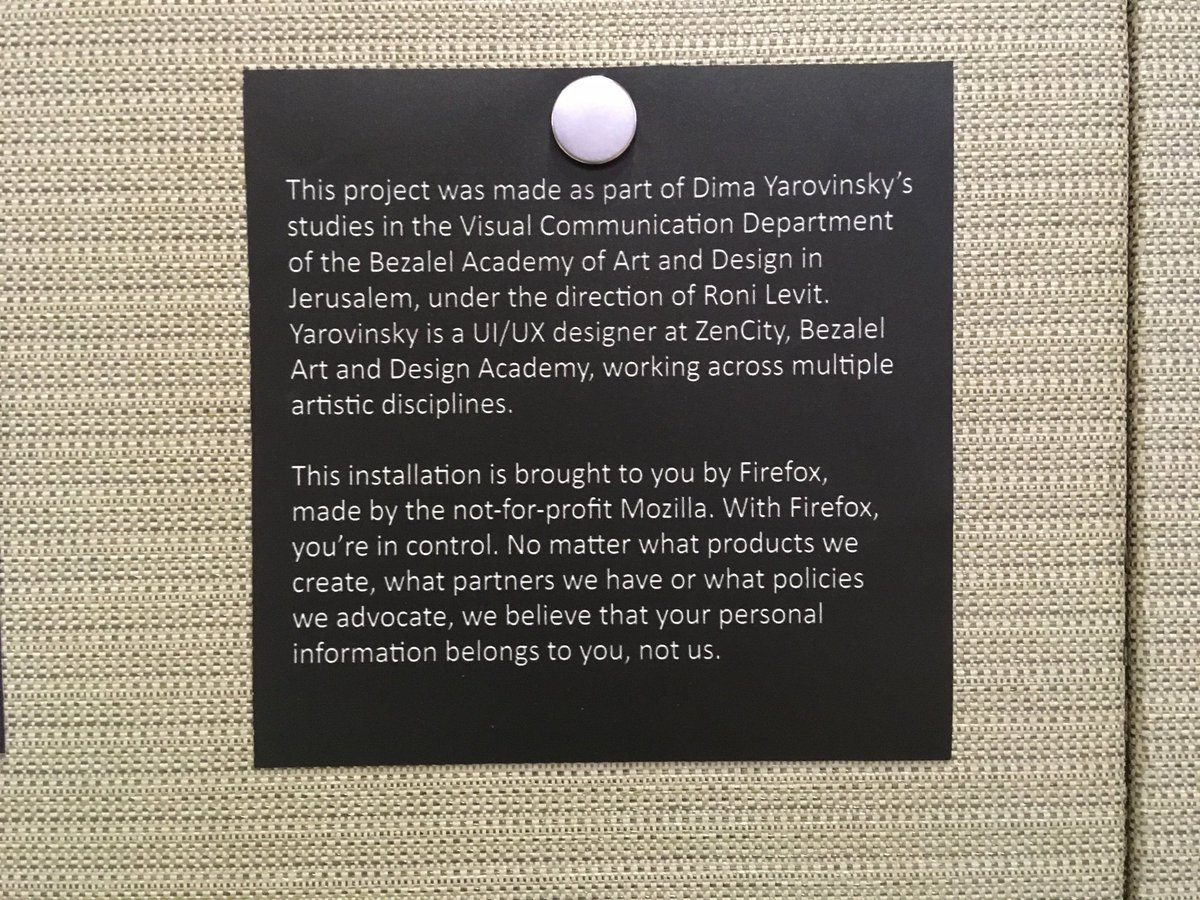 This project was made as part of Dima Yarovinsky's
studies in the Visual Communication Department
of the Bezalel Academy of Art and Design in
Jerusalem, under the direction of Roni Levit.
Yarovinsky is a UI/UX designer at ZenCity, Bezalel
Art and Design Academy, working across multiple
artistic disciplines.
This installation is brought to you by Firefox,
made by the not-for-profit Mozilla. With Firefox,
you're in control. No matter what products we
create, what partners we have or what policies
we advocate, we believe that your personal
information belongs to you, not us.